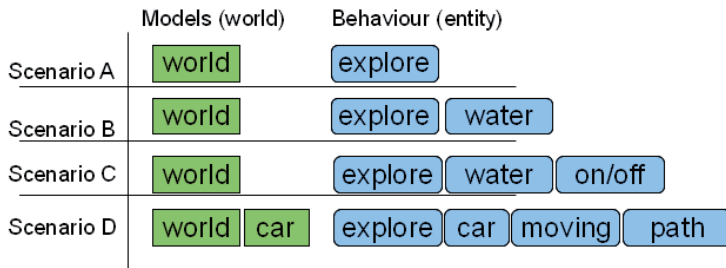 Models (world) Behaviour (entity)
Scenario A world explore
Scenario B world explore water
Scenario C world explore water on/off
Scenario D world car explore car moving path